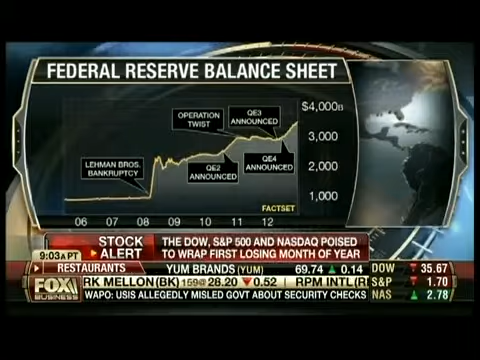 FEDERAL RESERVE BALANCE SHEET
$4,000B
OPERATION
TWIST
QE3
ANNOUNCED
3,000
LEHMAN BROS.
BANKRUPTCY
QE2
ANNOUNCED
QE4
ANNOUNCED
2,000
1,000
FACTSET
06 07 08 09 10 11 12
STOCK
ALERT
THE DOW, S&P 500 AND NASDAQ POISED
TO WRAP FIRST LOSING MONTH OF YEAR
9:03A PT
RESTAURANTS YUM BRANDS (YUM) 69.74 0.14
DOW 35.67
FOX
BUSINESS
RK MELLON(BK) 159@ 28.20 0.52 RPM INTL(R
S&P 1.70
WAPO: USIS ALLEGEDLY MISLED GOVT ABOUT SECURITY CHECKS
NAS 2.78